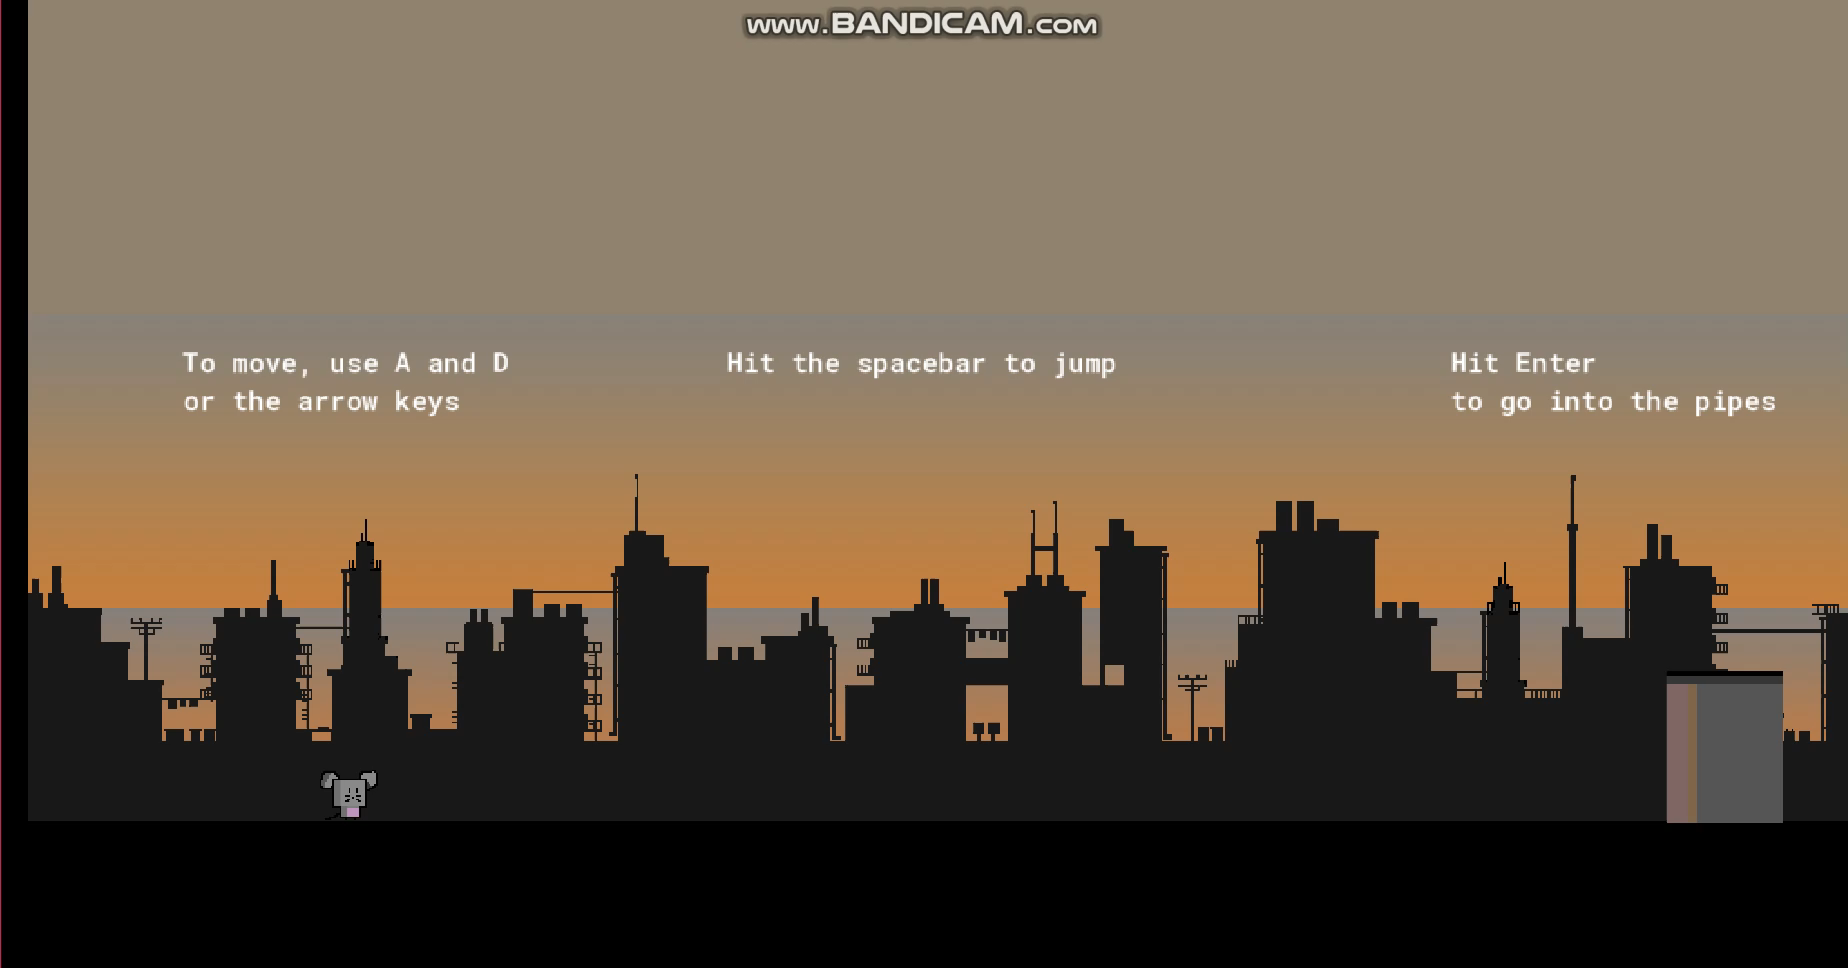 www.BANDICAM.COM
To move, use A and D
or the arrow keys
Hit the spacebar to jump
Hit Enter
to go into the pipes